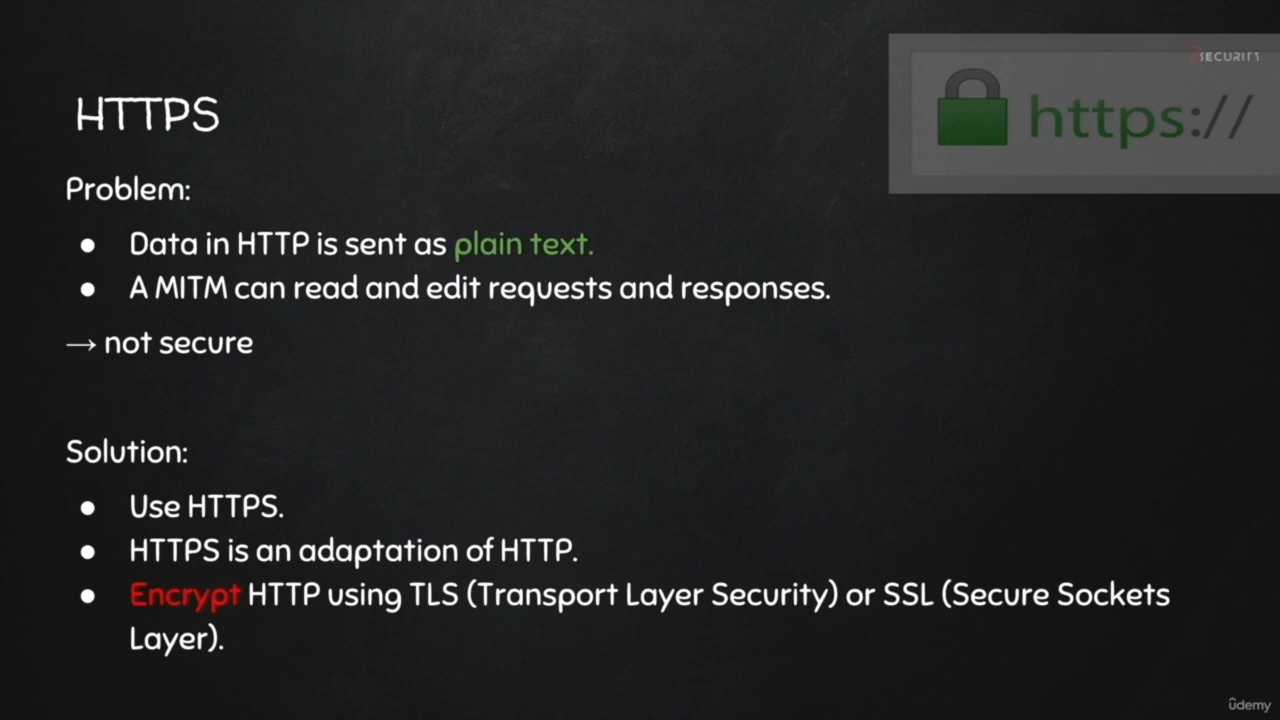 SECURITY
https://
HTTPS
Problem:
● Data in HTTP is sent as plain text.
● A MITM can read and edit requests and responses.
→ not secure
Solution:
● Use HTTPS.
● HTTPS is an adaptation of HTTP.
● Encrypt HTTP using TLS (Transport Layer Security) or SSL (Secure Sockets
Layer).
ûdemy